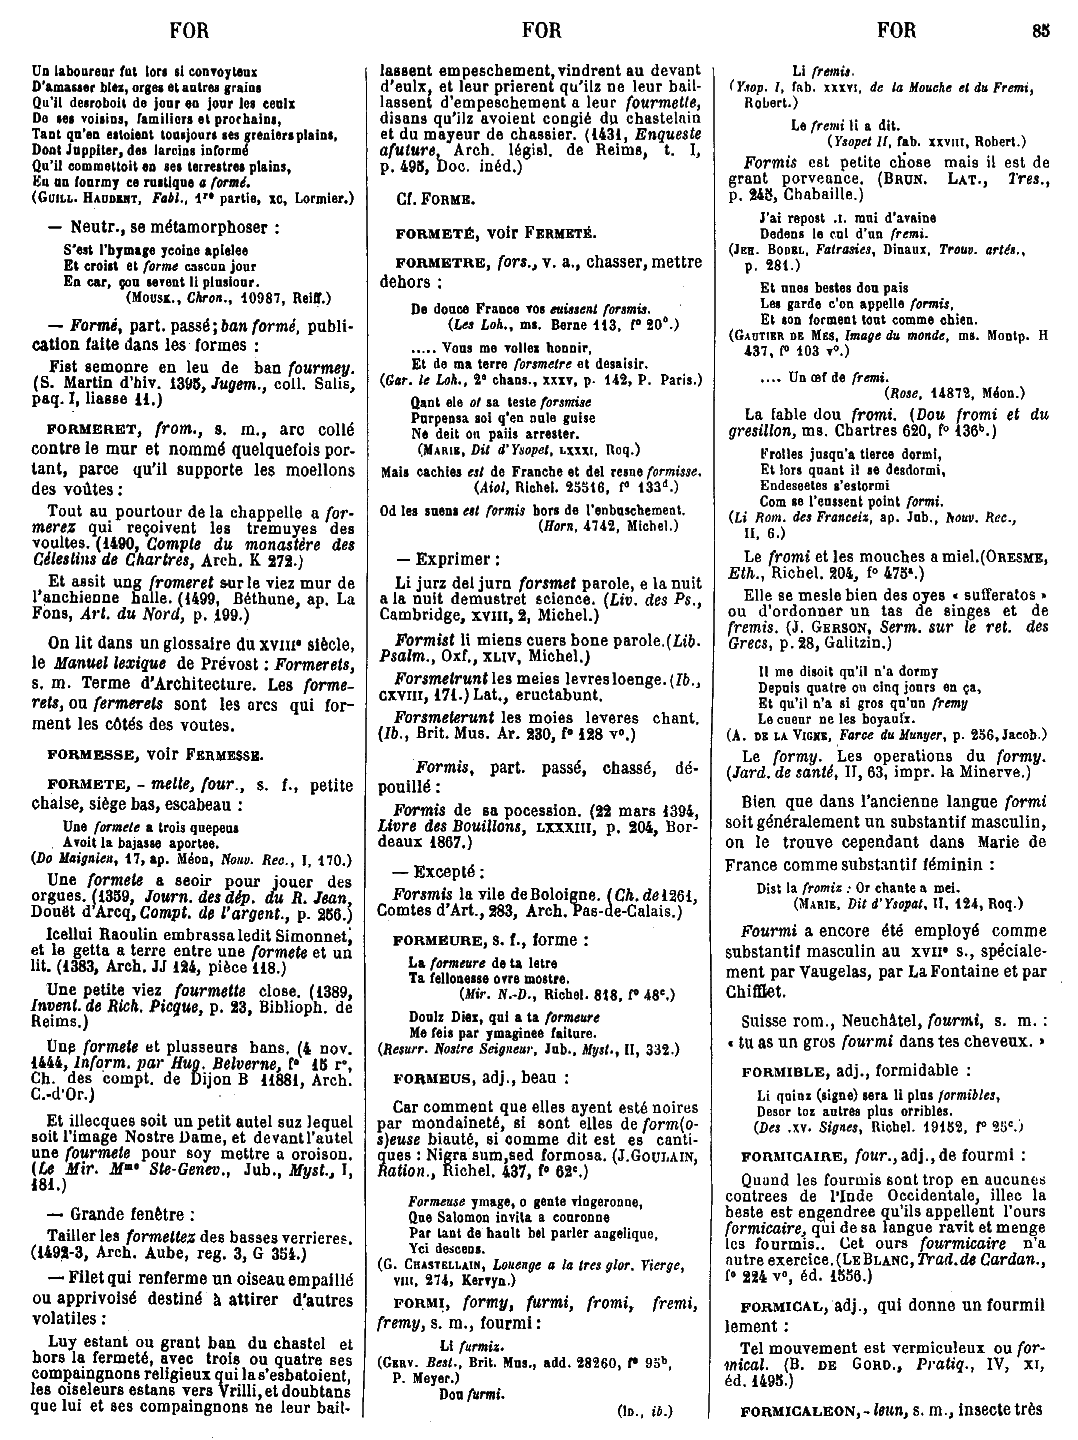 FOR
FOR
FOR
85
Un laboureur fut lors si convoyteux
D'amasser blez, orges et autres grains
Qu'il desroboit de jour en jour les ceulx
De ses voisins, familiers et prochains,
Tant qu'en estoient tousjours ses greniers plains,
Dont Juppiter, des larcins informé
Qu'il commettoit en ses terrestres plains,
En un fourmy ce rustique a formé.
(GUILL. HAUDENT, Fabl., 1re partie, xc, Lormier.)
— Neutr., se métamorphoser :
S'est l'hymage ycoine apielee
Et croist et forme cascun jour
En car, çou sevent li plusiour.
(MOUSK., Chron., 10987, Reiff.)
— Formé, part. passé; ban formé, publi-
cation faite dans les formes :
Fist semonre en leu de ban fourmey.
(S. Martin d'hiv. 1395, Jugem., coll. Salis,
paq. I, liasse 11.)
FORMERET, from., s. m., arc collé
contre le mur et nommé quelquefois por-
tant, parce qu'il supporte les moellons
des voûtes :
Tout au pourtour de la chappelle a for-
merez qui reçoivent les tremuyes des
voultes. (1490, Compte du monastère des
Célestins de Chartres, Arch. K 272.)
Et assit ung fromeret sur le viez mur de
l'anchienne halle. (1499, Béthune, ap. La
Fons, Art. du Nord, p. 199.)
On lit dans un glossaire du XVIIIe siècle,
le Manuel lexique de Prévost : Formerets,
s. m. Terme d'Architecture. Les forme-
rets, ou fermerets sont les arcs qui for-
ment les côtés des voutes.
FORMESSE, voir FERMESSE.
FORMETE, - melle, four., s. f., petite
chaise, siège bas, escabeau :
Une formete a trois quepeus
Avoit la bajasse aportee.
(Do Maignien, 17, ap. Méon, Nouv. Rec., I, 170.)
Une formete a seoir pour jouer des
orgues. (1359, Journ. des dép. du R. Jean,
Douët d'Arcq, Compt. de l'argent., p. 256.)
Icellui Raoulin embrassa ledit Simonnet,
et le getta a terre entre une formete et un
lit. (1383, Arch. JJ 124, pièce 118.)
Une petite viez fourmette close. (1389,
Invent. de Rich. Picque, p. 23, Biblioph. de
Reims.)
Une formete et plusseurs bans. (4 nov.
1444, Inform. par Hug. Belverne, fo 15 ro,
Ch. des compt. de Dijon B 11881, Arch.
C.-d'Or.)
Et illecques soit un petit autel suz lequel
soit l'image Nostre Dame, et devant l'autel
une fourmete pour soy mettre a oroison.
(Le Mir. Mme Ste-Genev., Jub., Myst., I,
181.)
— Grande fenêtre :
Tailler les formettez des basses verrieres.
(1492-3, Arch. Aube, reg. 3, G 351.)
— Filet qui renferme un oiseau empaillé
ou apprivoisé destiné à attirer d'autres
volatiles :
Luy estant ou grant ban du chastel et
hors la fermeté, avec trois ou quatre ses
compaingnons religieux qui la s'esbatoient,
les oiseleurs estans vers Vrilli, et doubtans
que lui et ses compaingnons ne leur bail-
lassent empeschement, vindrent au devant
d'eulx, et leur prierent qu'ilz ne leur bail-
lassent d'empeschement a leur fourmette,
disans qu'ilz avoient congié du chastelain
et du mayeur de chassier. (1431, Enqueste
afuture, Arch. législ. de Reims, t. I,
p. 495, Doc. inéd.)
Cf. FORME.
FORMETÉ, voir FERMETÉ.
FORMETRE, fors., v. a., chasser, mettre
dehors :
De douce France vos euissent forsmis.
(Les Loh., ms. Berne 113, fo 20b.)
..... Vous me vollez honnir,
Et de ma terre forsmetre et desaisir.
(Gar. le Loh., 2e chans., XXXV, p. 142, P. Paris.)
Qant ele ot sa teste forsmise
Purpensa soi q'en nule guise
Ne deit on paiis arrester.
(MARIE, Dit d'Ysopet, LXXXI, Roq.)
Mais cachies est de Franche et del resne formisse.
(Aiol, Richel. 25516, fo 133d.)
Od les suens est formis hors de l'enbuschement.
(Horn, 4742, Michel.)
— Exprimer :
Li jurz del jurn forsmet parole, e la nuit
a la nuit demustret science. (Liv. des Ps.,
Cambridge, XVIII, 2, Michel.)
Formist li miens cuers bone parole. (Lib.
Psalm., Oxf., XLIV, Michel.)
Forsmetrunt les meies levres loenge. (Ib.,
CXVIII, 171.) Lat., eructabunt.
Forsmeterunt les moies leveres chant.
(Ib., Brit. Mus. Ar. 230, fo 128 vo.)
Formis, part. passé, chassé, dé-
pouillé :
Formis de sa pocession. (22 mars 1394,
Livre des Bouillons, LXXXIII, p. 204, Bor-
deaux 1867.)
— Excepté :
Forsmis la vile de Boloigne. (Ch. de 1261,
Comtes d'Art., 283, Arch. Pas-de-Calais.)
FORMEURE, s. f., forme :
La formeure de ta letre
Ta fellonesse ovre mostre.
(Mir. N.-D., Richel. 818, fo 48c.)
Doulz Diex, qui a ta formeure
Me feis par ymaginee faiture.
(Resurr. Nostre Seigneur, Jub., Myst., II, 332.)
FORMEUS, adj., beau :
Car comment que elles ayent esté noires
par mondaineté, si sont elles de form(o-
s)euse biauté, si comme dit est es canti-
ques : Nigra sum, sed formosa. (J. GOULAIN,
Ration., Richel. 437, fo 62c.)
Formeuse ymage, o gente vingeronne,
Que Salomon invita a couronne
Par tant de hault bel parler angelique,
Yci descens.
(G. CHASTELLAIN, Louenge a la tres glor. Vierge,
VIII, 274, Kervyn.)
FORMI, formy, furmi, fromi, fremi,
fremy, s. m., fourmi :
Li furmiz.
(GERV. Best., Brit. Mus., add. 28260, fo 95b,
P. Meyer.)
Dou furmi.
(ID., ib.)
Li fremis.
(Ysop. I, fab. XXXVI, de la Mouche et du Fremi,
Robert.)
Le fremi li a dit.
(Ysopet II, fab. XXVIII, Robert.)
Formis est petite chose mais il est de
grant porveance. (BRUN. LAT., Tres.,
p. 245, Chabaille.)
J'ai repost .I. mui d'avaine
Dedens le cul d'un fremi.
(JEH. BODEL, Fatrasies, Dinaux, Trouv. artés.,
p. 281.)
Et unes bestes dou pais
Les garde c'on appelle formis,
Et son forment tout comme chien.
(GAUTIER DE MES, Image du monde, ms. Montp. H
437, fo 103 vo.)
.... Un œf de fremi.
(Rose, 14872, Méon.)
La fable dou fromi. (Dou fromi et du
gresillon, ms. Chartres 620, fo 136b.)
Frolles jusqu'a tierce dormi,
Et lors quant il se desdormi,
Endeseetes s'estormi
Com se l'eussent point formi.
(Li Rom. des Franceiz, ap. Jub., Nouv. Rec.,
II, 6.)
Le fromi et les mouches a miel. (ORESME,
Eth., Richel. 204, fo 475a.)
Elle se mesle bien des oyes « sufferatos »
ou d'ordonner un tas de singes et de
fremis. (J. GERSON, Serm. sur le ret. des
Grecs, p. 28, Galitzin.)
Il me disoit qu'il n'a dormy
Depuis quatre ou cinq jours en ça,
Et qu'il n'a si gros qu'un fremy
Le cueur ne les boyaulx.
(A. DE LA VIGNE, Farce du Munyer, p. 256, Jacob.)
Le formy. Les operations du formy.
(Jard. de santé, II, 63, impr. la Minerve.)
Bien que dans l'ancienne langue formi
soit généralement un substantif masculin,
on le trouve cependant dans Marie de
France comme substantif féminin :
Dist la fromiz : Or chante a mei.
(MARIE, Dit d'Ysopat, II, 124, Roq.)
Fourmi a encore été employé comme
substantif masculin au XVIIe s., spéciale-
ment par Vaugelas, par La Fontaine et par
Chifflet.
Suisse rom., Neuchâtel, fourmi, s. m. :
« tu as un gros fourmi dans tes cheveux. »
FORMIBLE, adj., formidable :
Li quinz (signe) sera li plus formibles,
Desor toz autres plus orribles.
(Des .XV. Signes, Richel. 19152, fo 25c.)
FORMICAIRE, four., adj., de fourmi :
Quand les fourmis sont trop en aucunes
contrees de l'Inde Occidentale, illec la
beste est engendree qu'ils appellent l'ours
formicaire, qui de sa langue ravit et menge
les fourmis.. Cet ours fourmicaire n'a
autre exercice. (LE BLANC, Trad. de Cardan.,
fo 224 vo, éd. 1556.)
FORMICAL, adj., qui donne un fourmil
lement :
Tel mouvement est vermiculeux ou for-
mical. (B. DE GORD., Pratiq., IV, XI,
éd. 1495.)
FORMICALEON, - leun, s. m., insecte très